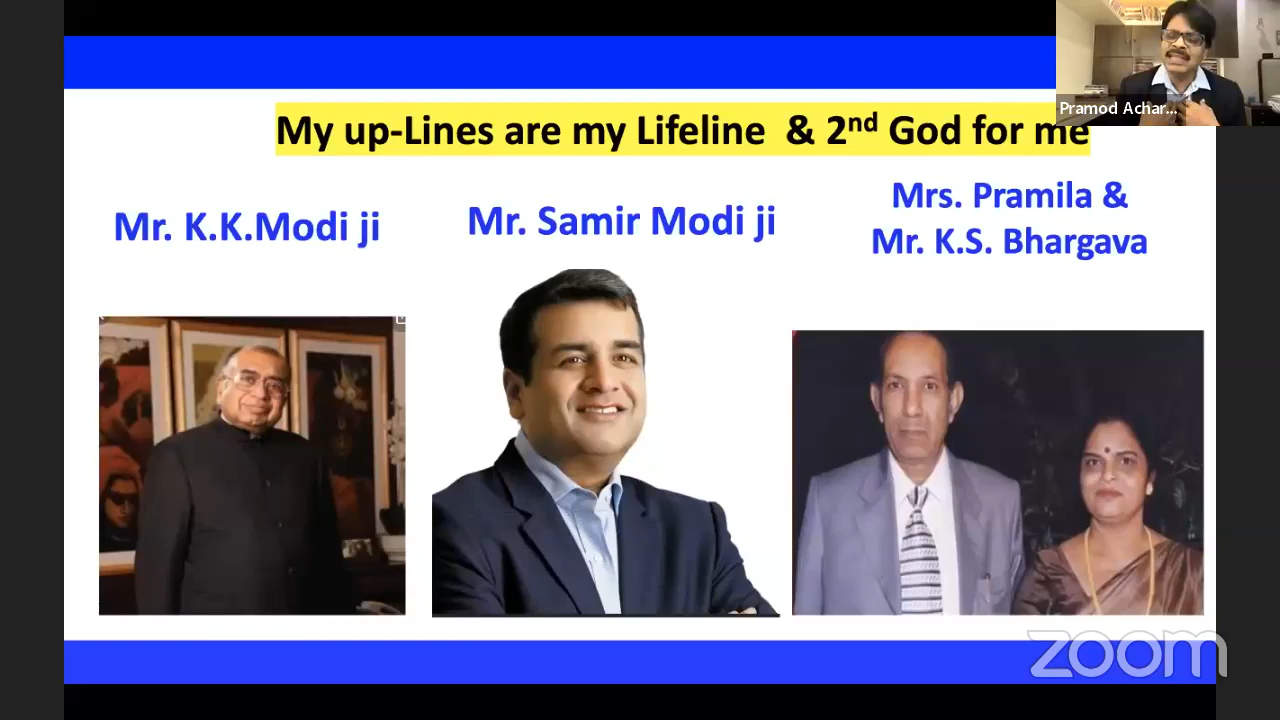 Pramod Achar...
My up-Lines are my Lifeline & 2nd God for me
Mr. K.K.Modi ji
Mr. Samir Modi ji
Mrs. Pramila &
Mr. K.S. Bhargava
zoom